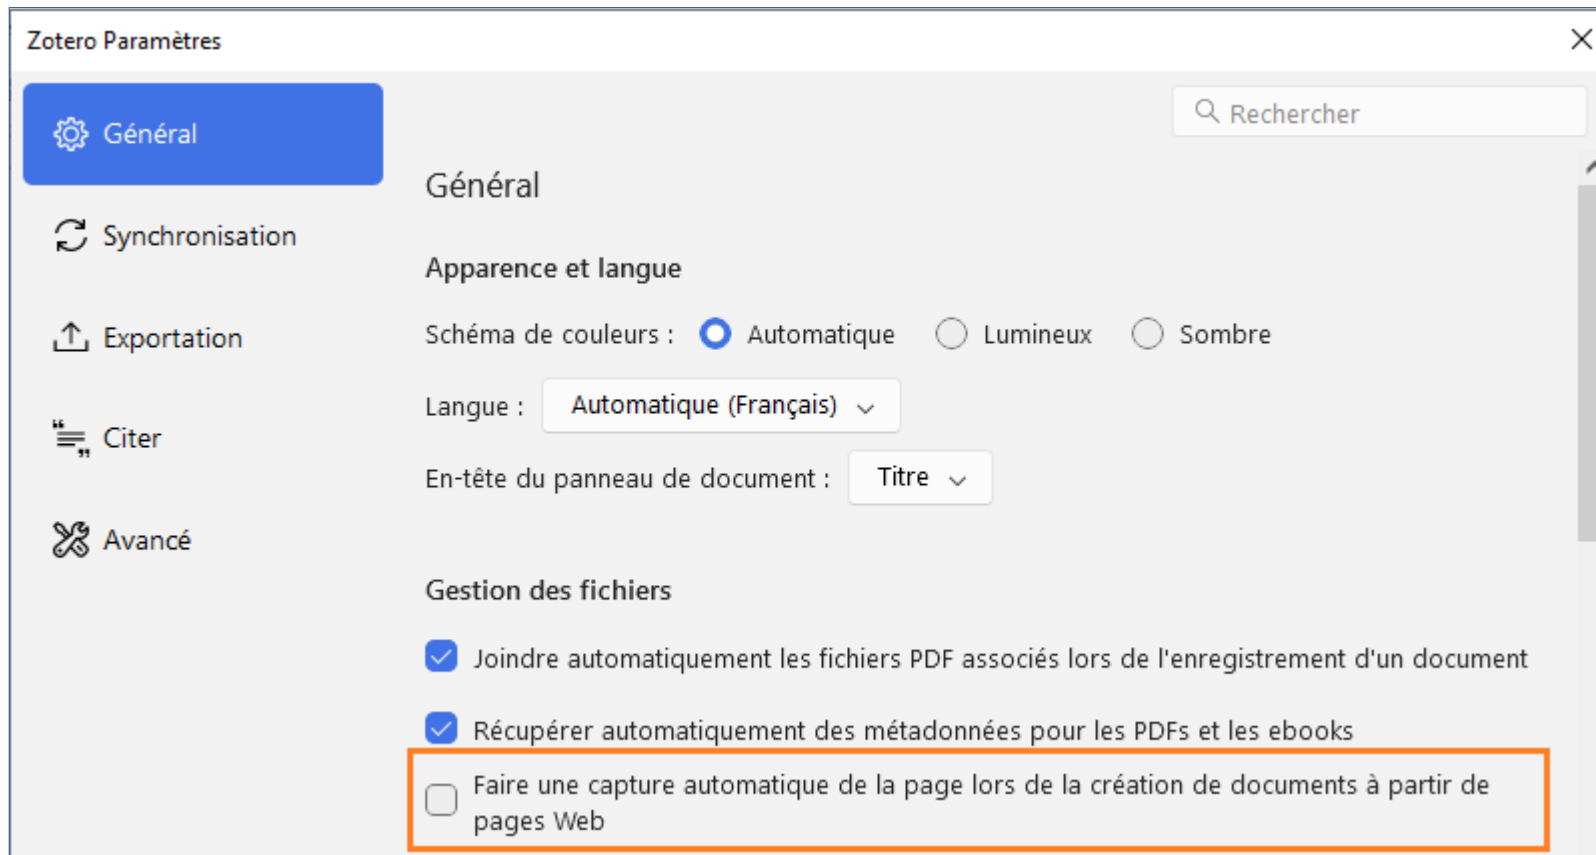 Zotero Paramètres
Général
Rechercher
Synchronisation
Exportation
Citer
Avancé
Général
Apparence et langue
Schéma de couleurs : Automatique Lumineux Sombre
Langue : Automatique (Français)
En-tête du panneau de document : Titre
Gestion des fichiers
Joindre automatiquement les fichiers PDF associés lors de l'enregistrement d'un document
Récupérer automatiquement des métadonnées pour les PDFs et les ebooks
Faire une capture automatique de la page lors de la création de documents à partir de
pages Web